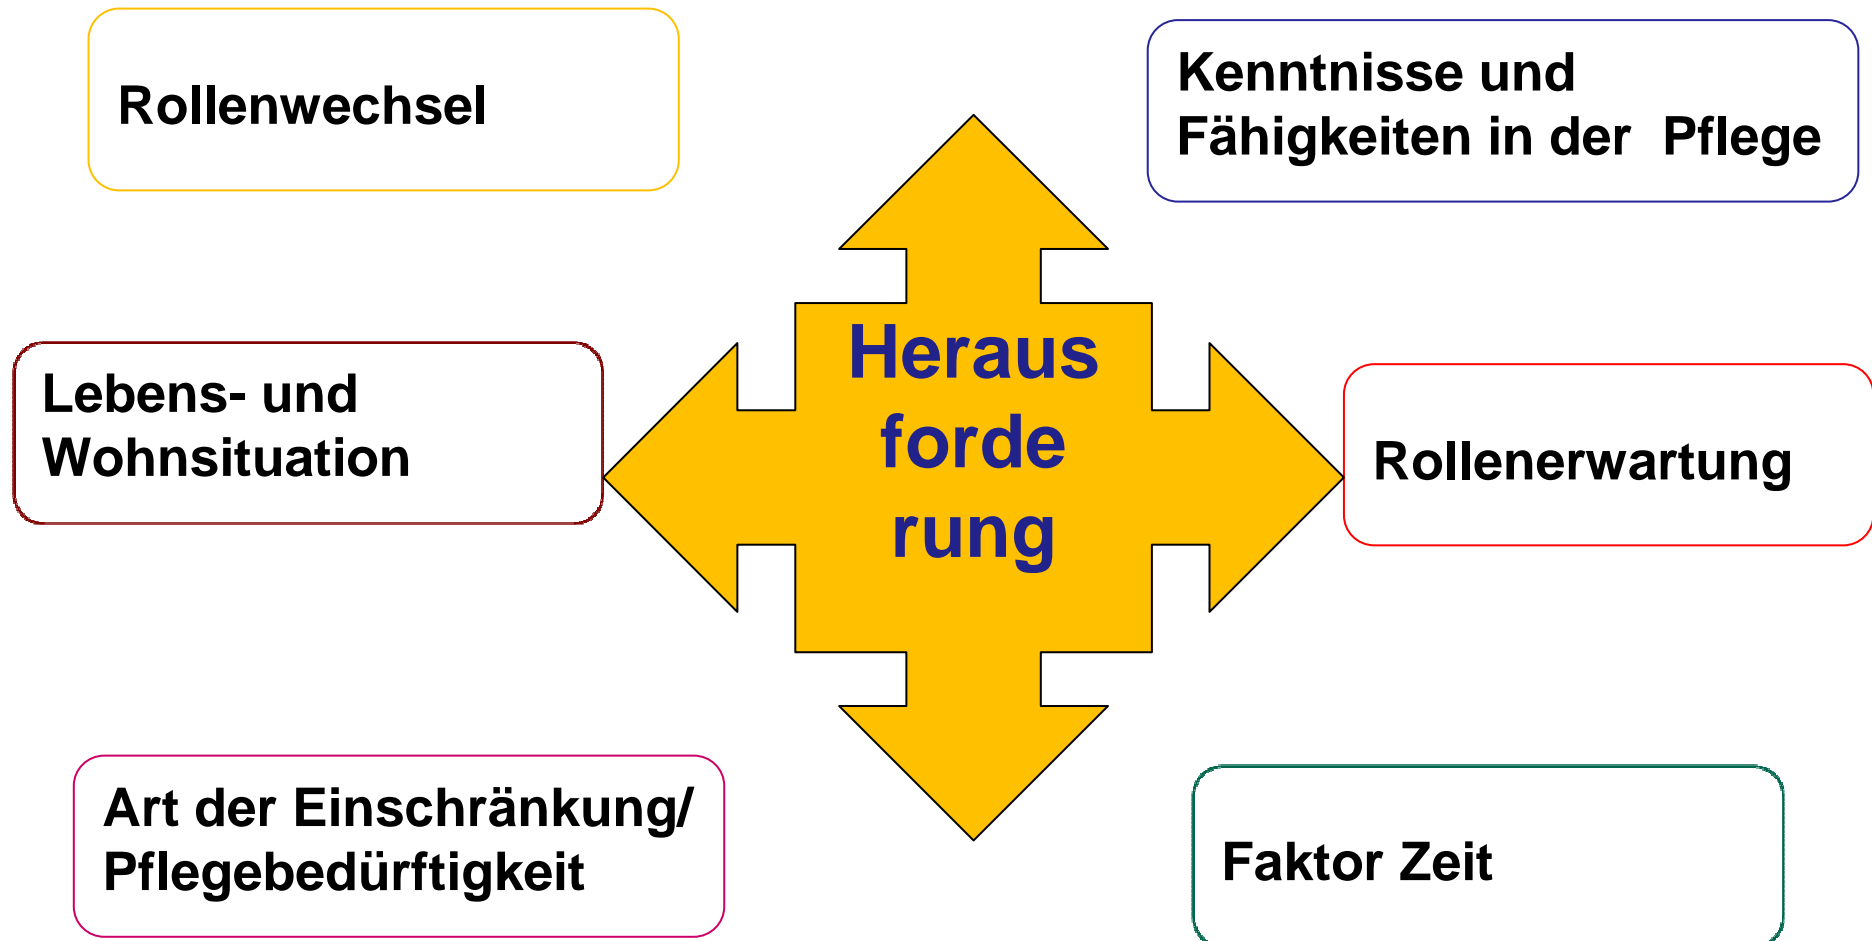 Rollenwechsel
Kenntnisse und
Fähigkeiten in der  Pflege
Lebens- und
Wohnsituation
Heraus
forde
rung
Rollenerwartung
Art der Einschränkung/
Pflegebedürftigkeit
Faktor Zeit